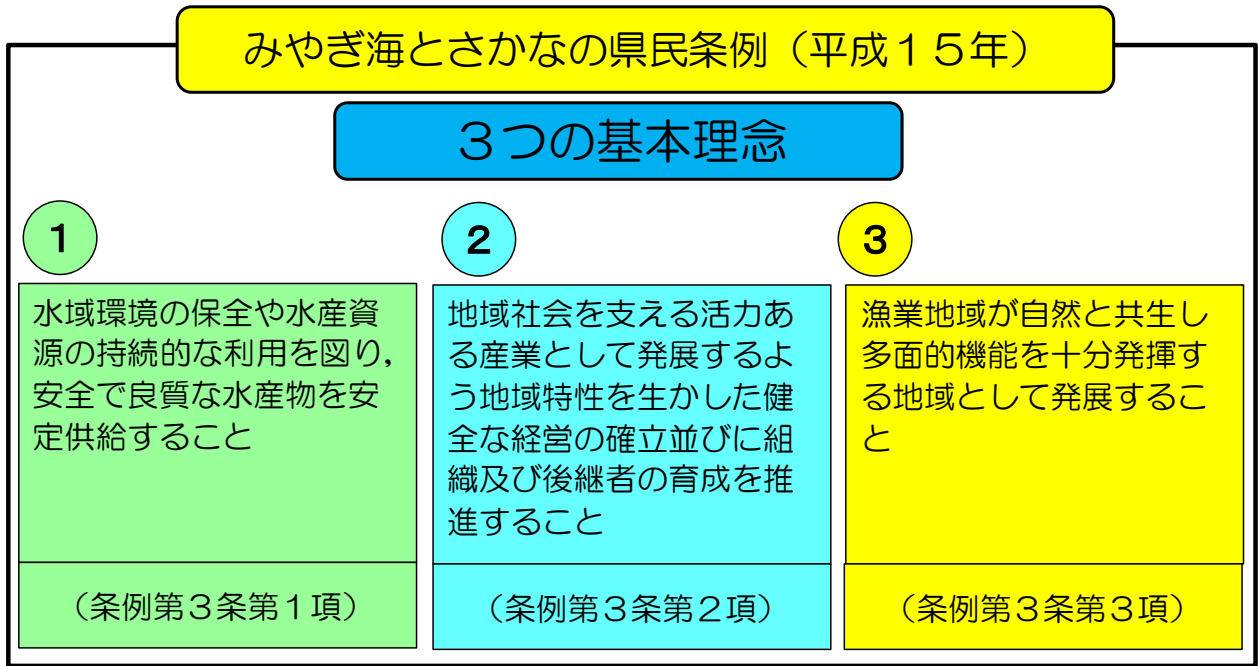 みやぎ海とさかなの県民条例（平成１５年）
３つの基本理念
1
水域環境の保全や水産資
源の持続的な利用を図り，
安全で良質な水産物を安
定供給すること
（条例第３条第１項）
2
地域社会を支える活力あ
る産業として発展するよ
う地域特性を生かした健
全な経営の確立並びに組
織及び後継者の育成を推
進すること
（条例第３条第２項）
3
漁業地域が自然と共生し
多面的機能を十分発揮す
る地域として発展するこ
と
（条例第３条第３項）